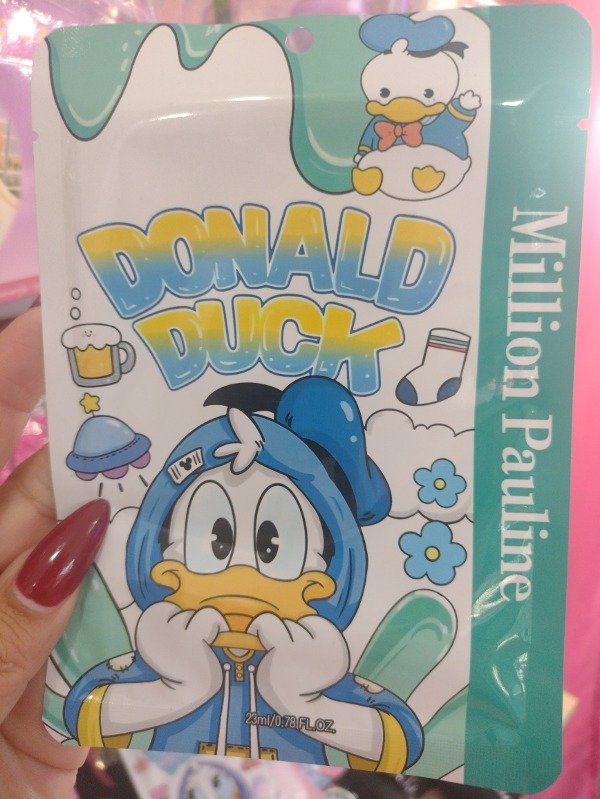 DONALD
DUCK
Million Pauline
23ml/0.78 FL.OZ.